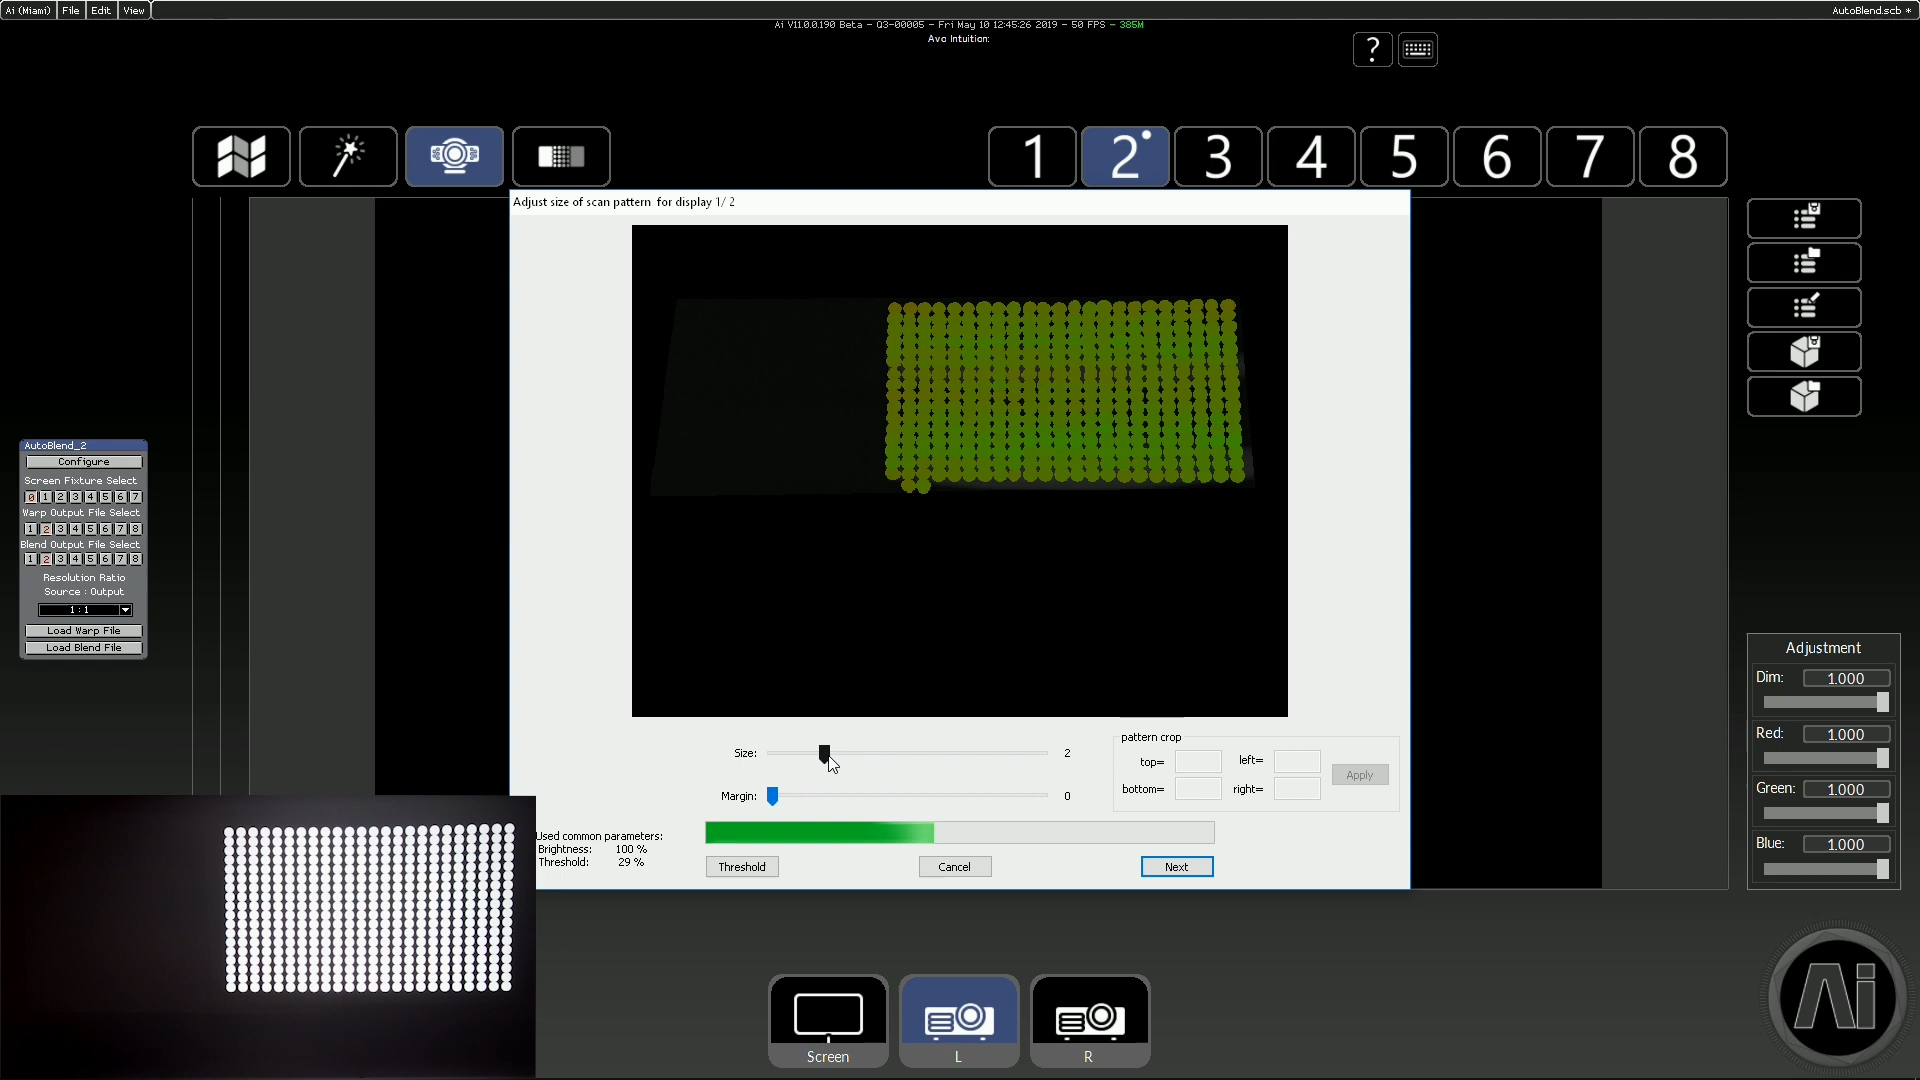 Ai (Miami) File Edit View
AutoBlend.scb *
Ai V11.0.0.190 Beta - Q3-00005 - Fri May 10 12:45:26 2019 - 50 FPS - 385M
Avo Intuition:
?
1 2 3 4 5 6 7 8
Adjust size of scan pattern for display 1/ 2
AutoBlend_2
Configure
Screen Fixture Select
0 1 2 3 4 5 6 7
Warp Output File Select
1 2 3 4 5 6 7 8
Blend Output File Select
1 2 3 4 5 6 7 8
Resolution Ratio
Source : Output
1 : 1
Load Warp File
Load Blend File
Size: 2
Margin: 0
pattern crop
top= left=
bottom= right=
Apply
Used common parameters:
Brightness: 100 %
Threshold: 29 %
Threshold Cancel Next
Adjustment
Dim: 1.000
Red: 1.000
Green: 1.000
Blue: 1.000
Screen L R
Ai